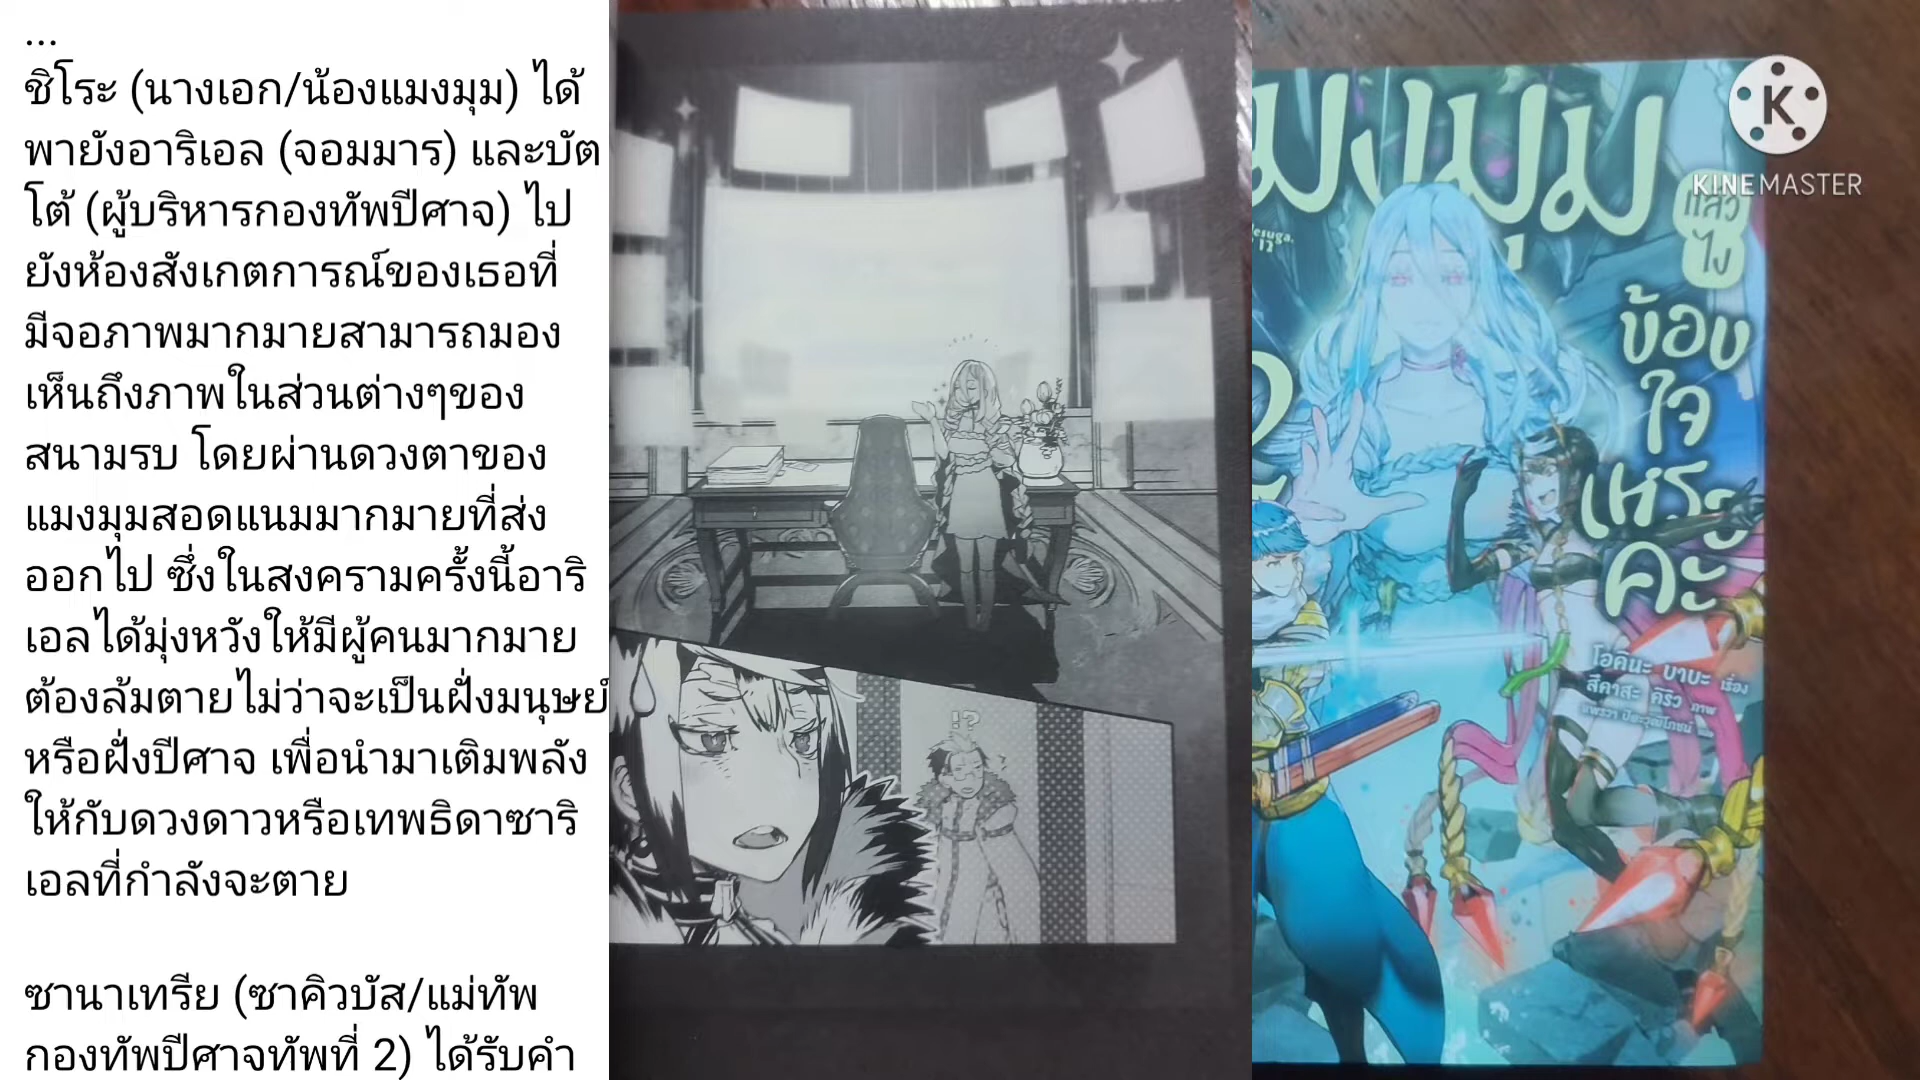 ...
ชิโระ (นางเอก/น้องแมงมุม) ได้
พายังอาริเอล (จอมมาร) และบัต
โต้ (ผู้บริหารกองทัพปีศาจ) ไป
ยังห้องสังเกตการณ์ของเธอที่
มีจอภาพมากมายสามารถมอง
เห็นถึงภาพในส่วนต่างๆของ
สนามรบ โดยผ่านดวงตาของ
แมงมุมสอดแนมมากมายที่ส่ง
ออกไป ซึ่งในสงครามครั้งนี้อาริ
เอลได้มุ่งหวังให้มีผู้คนมากมาย
ต้องล้มตายไม่ว่าจะเป็นฝั่งมนุษย์
หรือฝั่งปีศาจ เพื่อนำมาเติมพลัง
ให้กับดวงดาวหรือเทพธิดาซาริ
เอลที่กำลังจะตาย
ซานาเทรีย (ซาคิวบัส/แม่ทัพ
กองทัพปีศาจทัพที่ 2) ได้รับคำ
!?
มงมุม
แล้ว
ไง
ข้อง
ใจ
เหรอ
คะ
โอคินะ บาบะ เรื่อง
สึคาสะ คิริว ภาพ
KINEMASTER